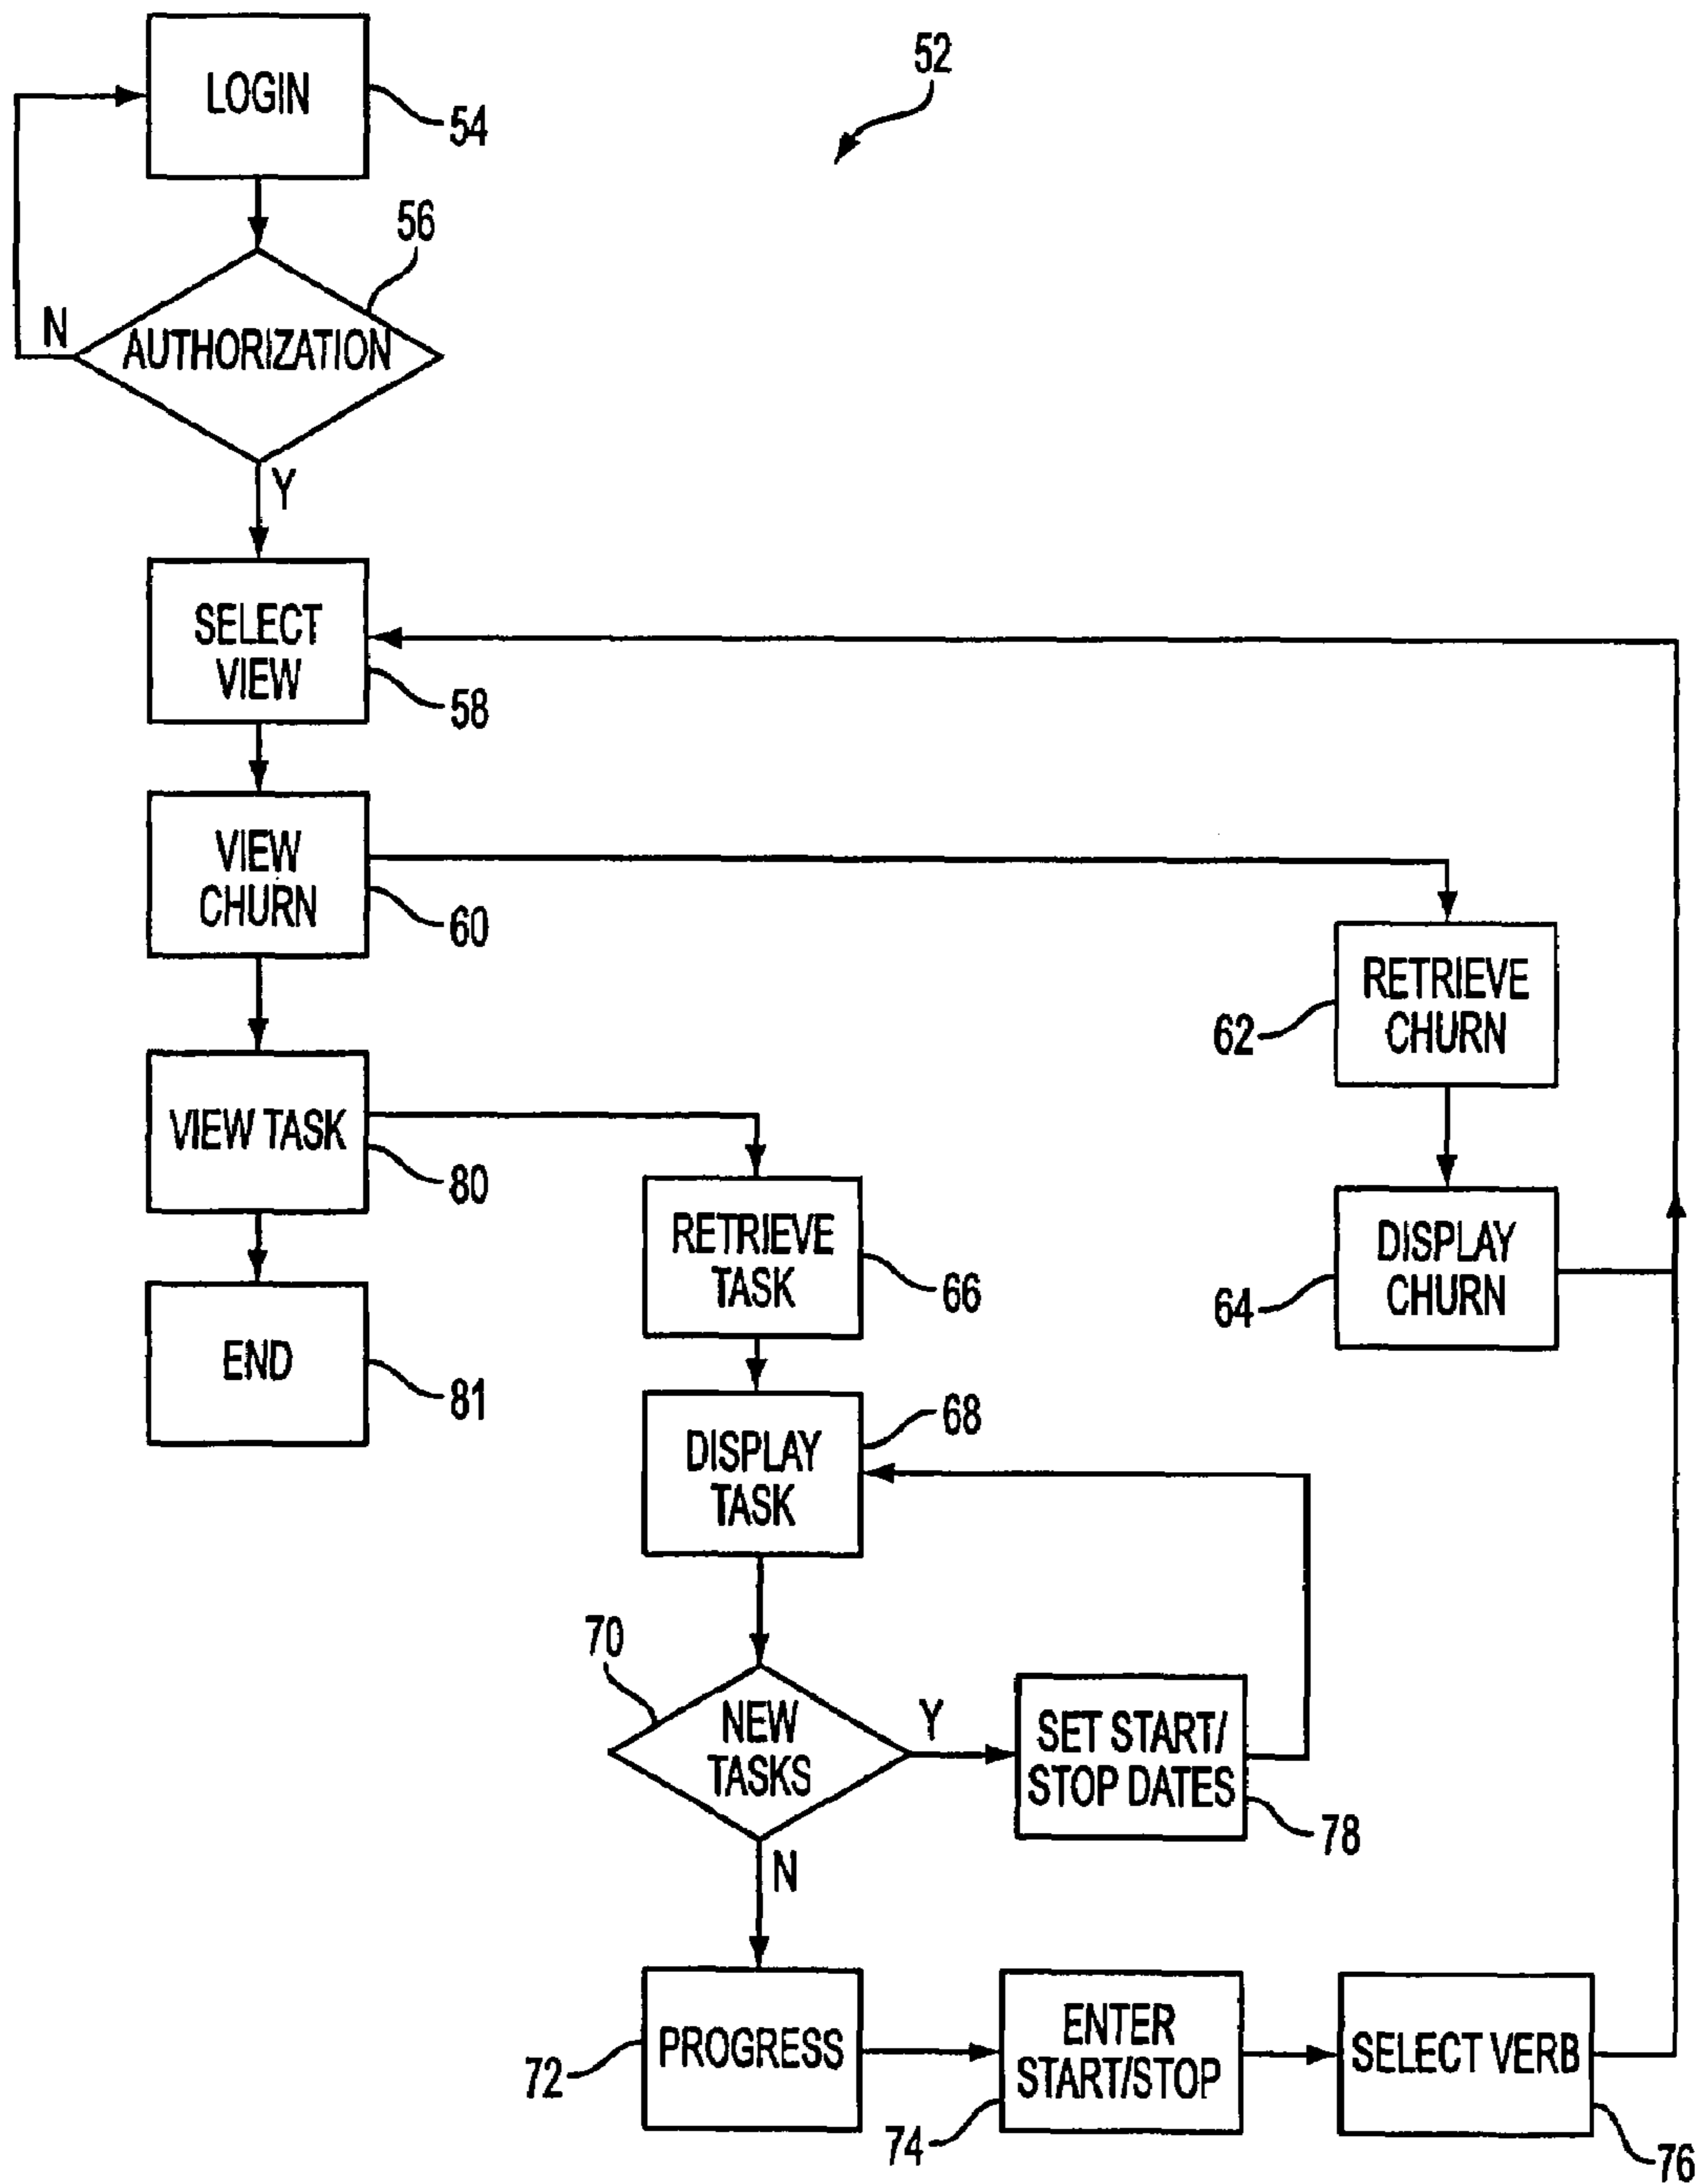 52
LOGIN
54
56
AUTHORIZATION
N
Y
SELECT
VIEW
58
VIEW
CHURN
60
RETRIEVE
CHURN
62
VIEW TASK
80
RETRIEVE
TASK
66
DISPLAY
CHURN
64
END
81
DISPLAY
TASK
68
70
NEW
TASKS
Y
SET START/
STOP DATES
78
N
PROGRESS
72
ENTER
START/STOP
74
SELECT VERB
76